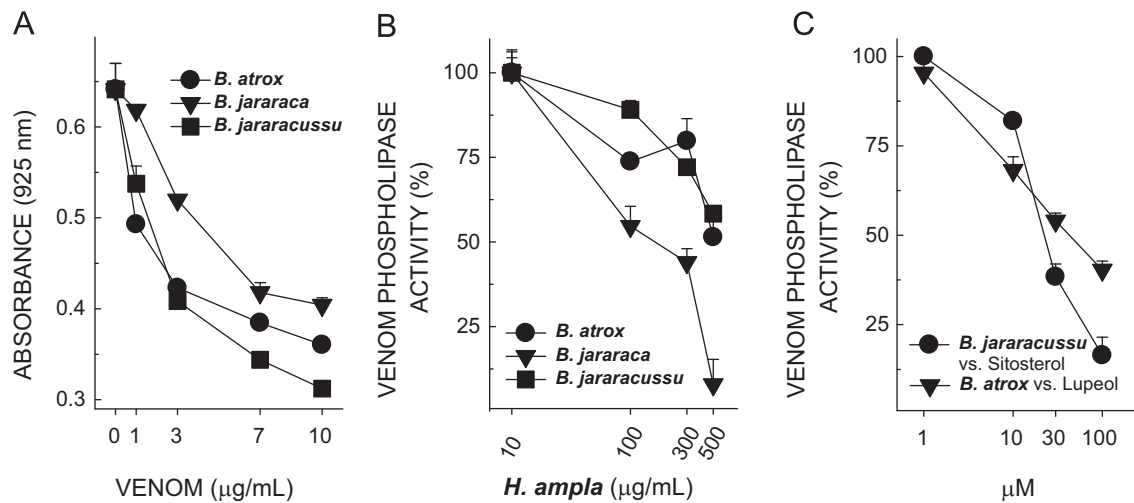 A
ABSORBANCE (925 nm)
0.6
0.5
0.4
0.3
B. atrox
B. jararaca
B. jararacussu
0 1 3 7 10
VENOM (μg/mL)
B
VENOM PHOSPHOLIPASE
ACTIVITY (%)
100
75
50
25
B. atrox
B. jararaca
B. jararacussu
10 100 300 500
H. ampla (μg/mL)
C
VENOM PHOSPHOLIPASE
ACTIVITY (%)
100
75
50
25
B. jararacussu
vs. Sitosterol
B. atrox vs. Lupeol
1 10 30 100
μM